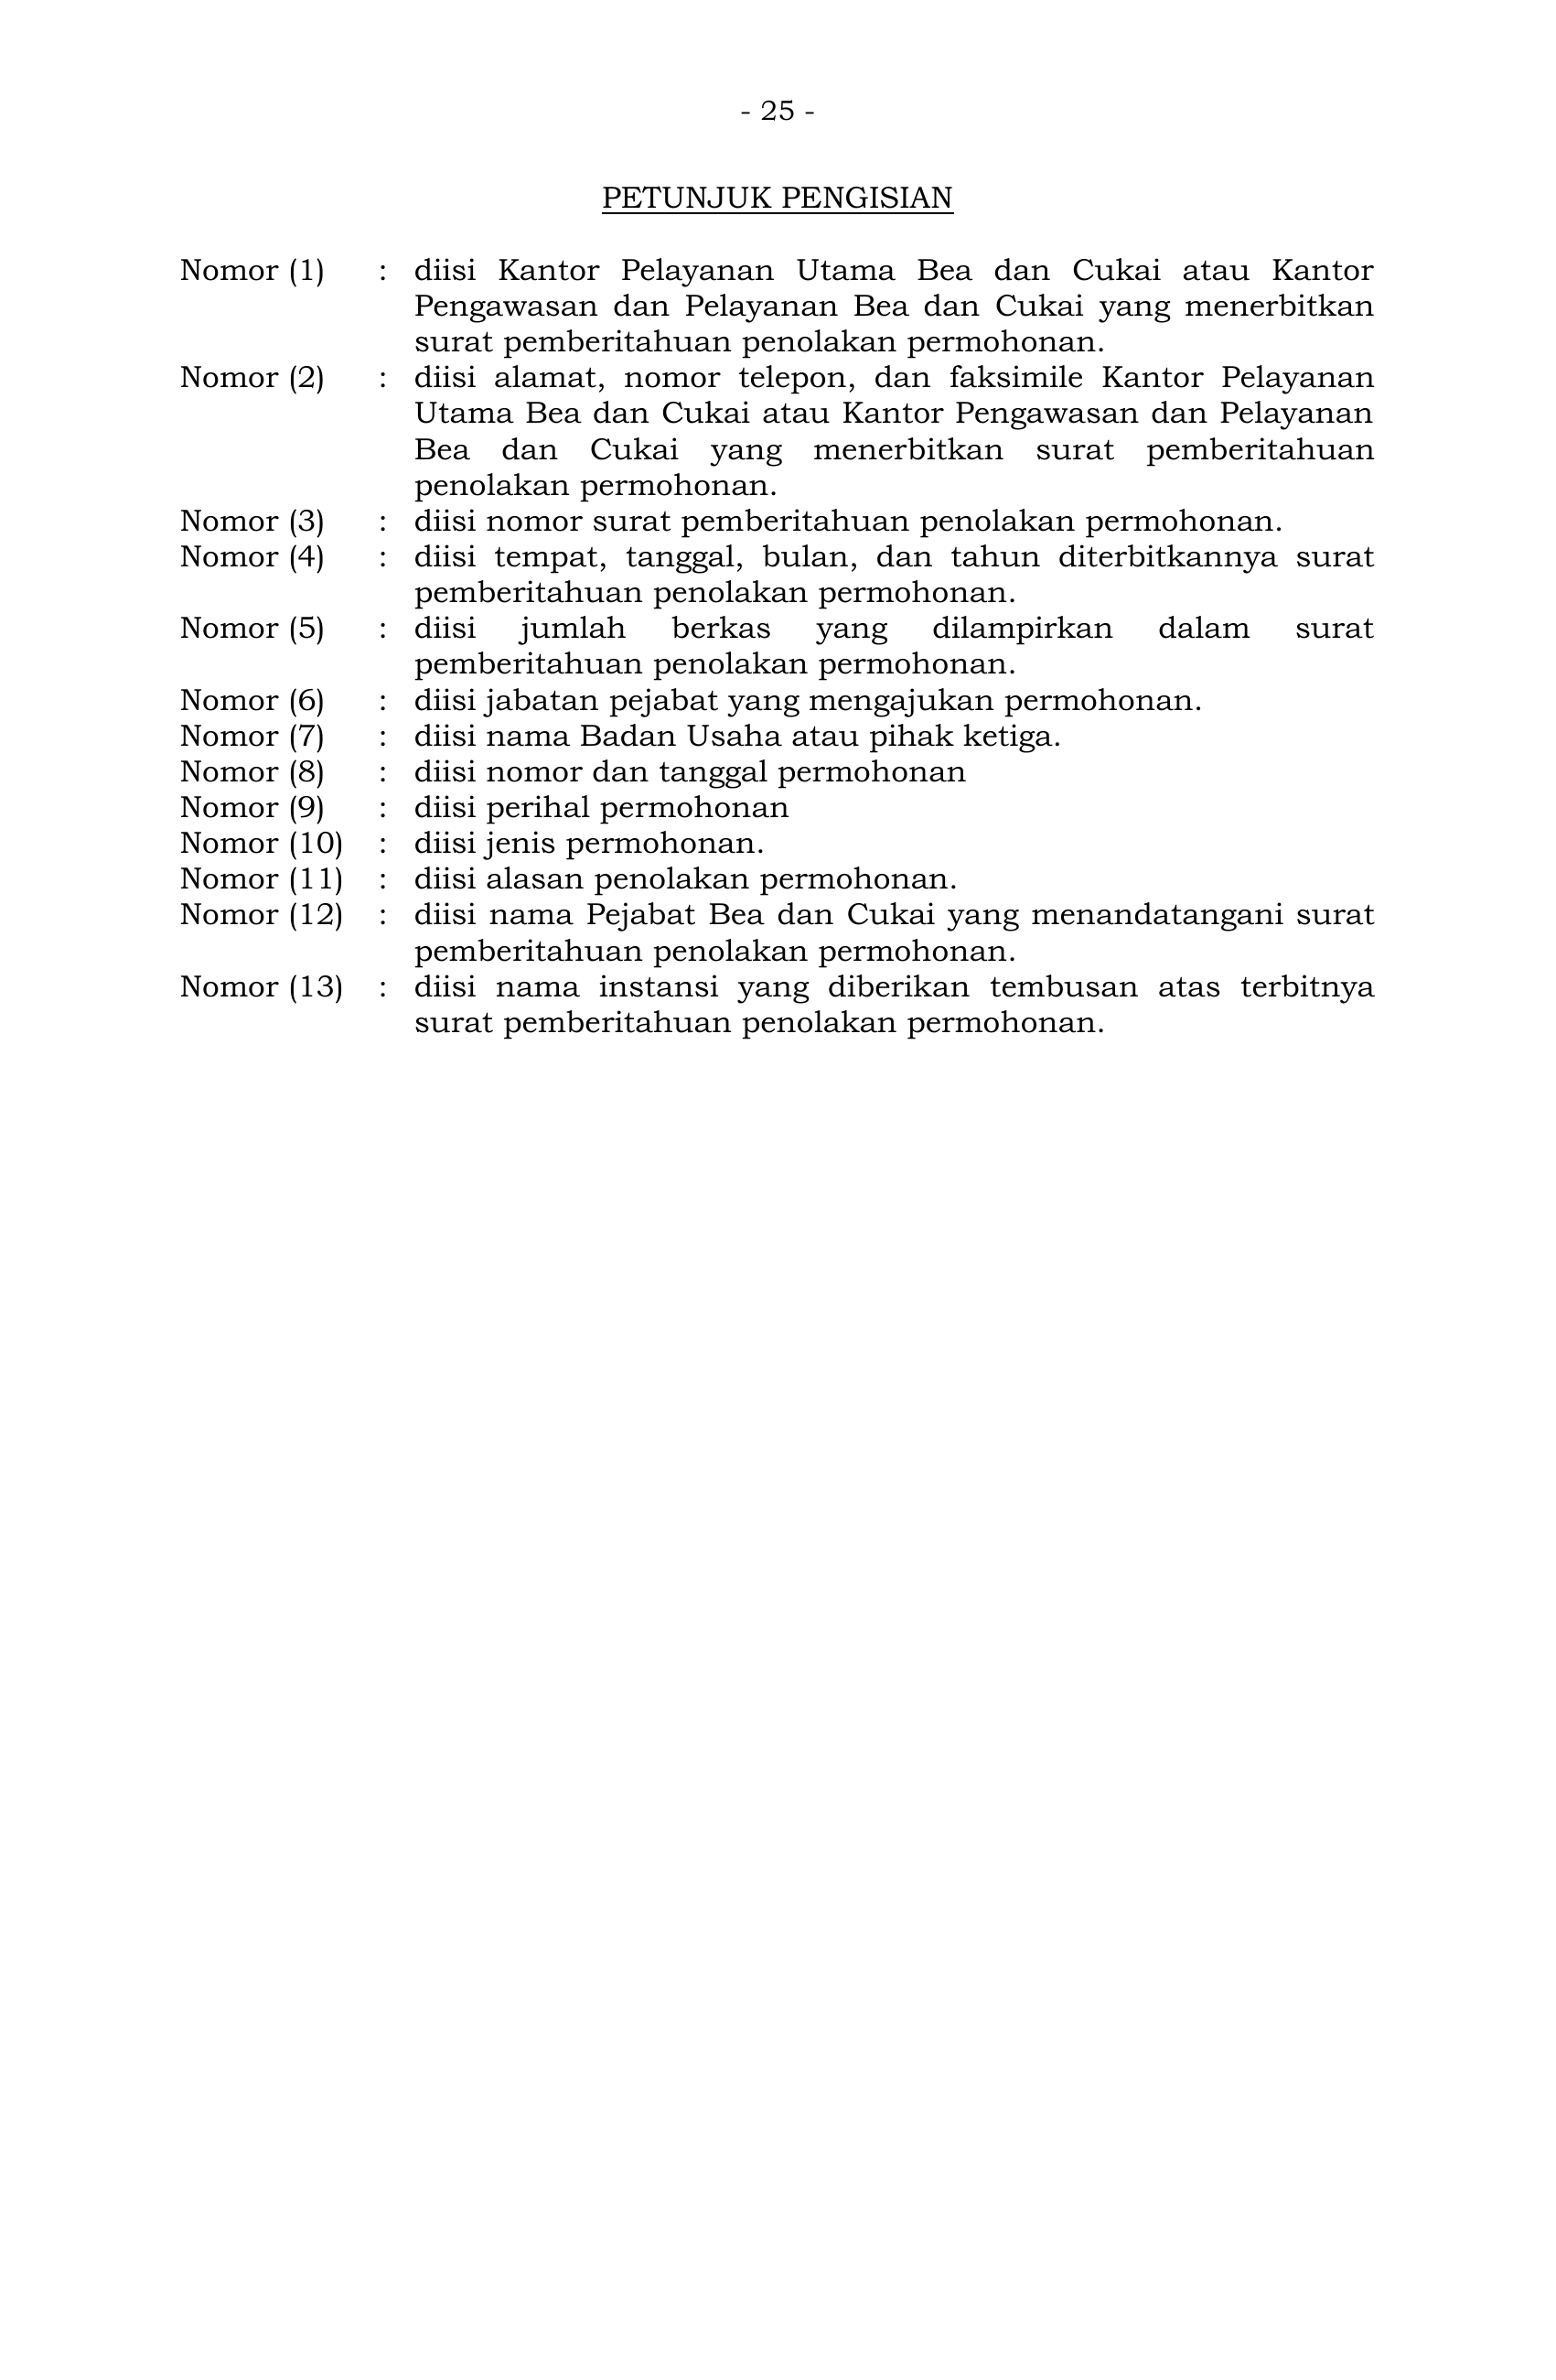 - 25 -
PETUNJUK PENGISIAN
Nomor (1) : diisi Kantor Pelayanan Utama Bea dan Cukai atau Kantor
Pengawasan dan Pelayanan Bea dan Cukai yang menerbitkan
surat pemberitahuan penolakan permohonan.
Nomor (2) : diisi alamat, nomor telepon, dan faksimile Kantor Pelayanan
Utama Bea dan Cukai atau Kantor Pengawasan dan Pelayanan
Bea dan Cukai yang menerbitkan surat pemberitahuan
penolakan permohonan.
Nomor (3) : diisi nomor surat pemberitahuan penolakan permohonan.
Nomor (4) : diisi tempat, tanggal, bulan, dan tahun diterbitkannya surat
pemberitahuan penolakan permohonan.
Nomor (5) : diisi jumlah berkas yang dilampirkan dalam surat
pemberitahuan penolakan permohonan.
Nomor (6) : diisi jabatan pejabat yang mengajukan permohonan.
Nomor (7) : diisi nama Badan Usaha atau pihak ketiga.
Nomor (8) : diisi nomor dan tanggal permohonan
Nomor (9) : diisi perihal permohonan
Nomor (10) : diisi jenis permohonan.
Nomor (11) : diisi alasan penolakan permohonan.
Nomor (12) : diisi nama Pejabat Bea dan Cukai yang menandatangani surat
pemberitahuan penolakan permohonan.
Nomor (13) : diisi nama instansi yang diberikan tembusan atas terbitnya
surat pemberitahuan penolakan permohonan.